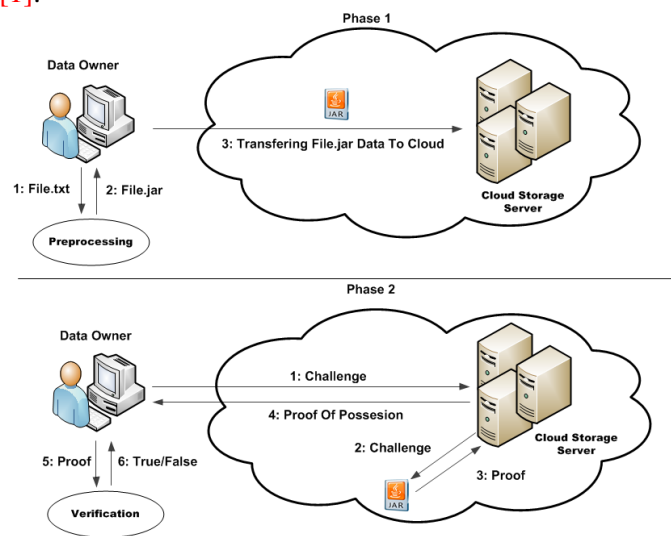 [1].
Phase 1
Data Owner
JAR
3: Transfering File.jar Data To Cloud
1: File.txt
2: File.jar
Cloud Storage
Server
Preprocessing
Phase 2
Data Owner
1: Challenge
4: Proof Of Possesion
2: Challenge
Cloud Storage
Server
5: Proof
6: True/False
3: Proof
JAR
Verification